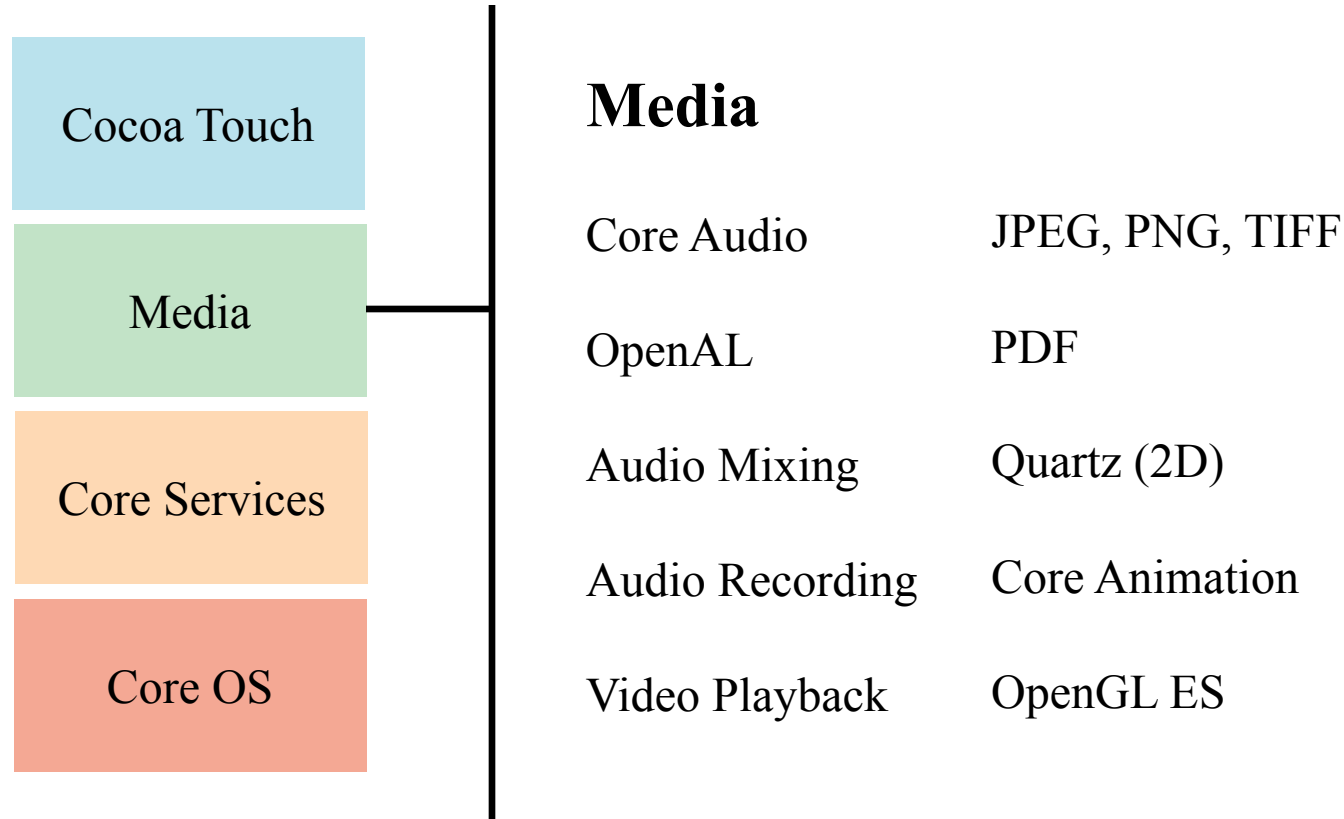 Cocoa Touch
Media
Core Services
Core OS
Media
Core Audio
OpenAL
Audio Mixing
Audio Recording
Video Playback
JPEG, PNG, TIFF
PDF
Quartz (2D)
Core Animation
OpenGL ES